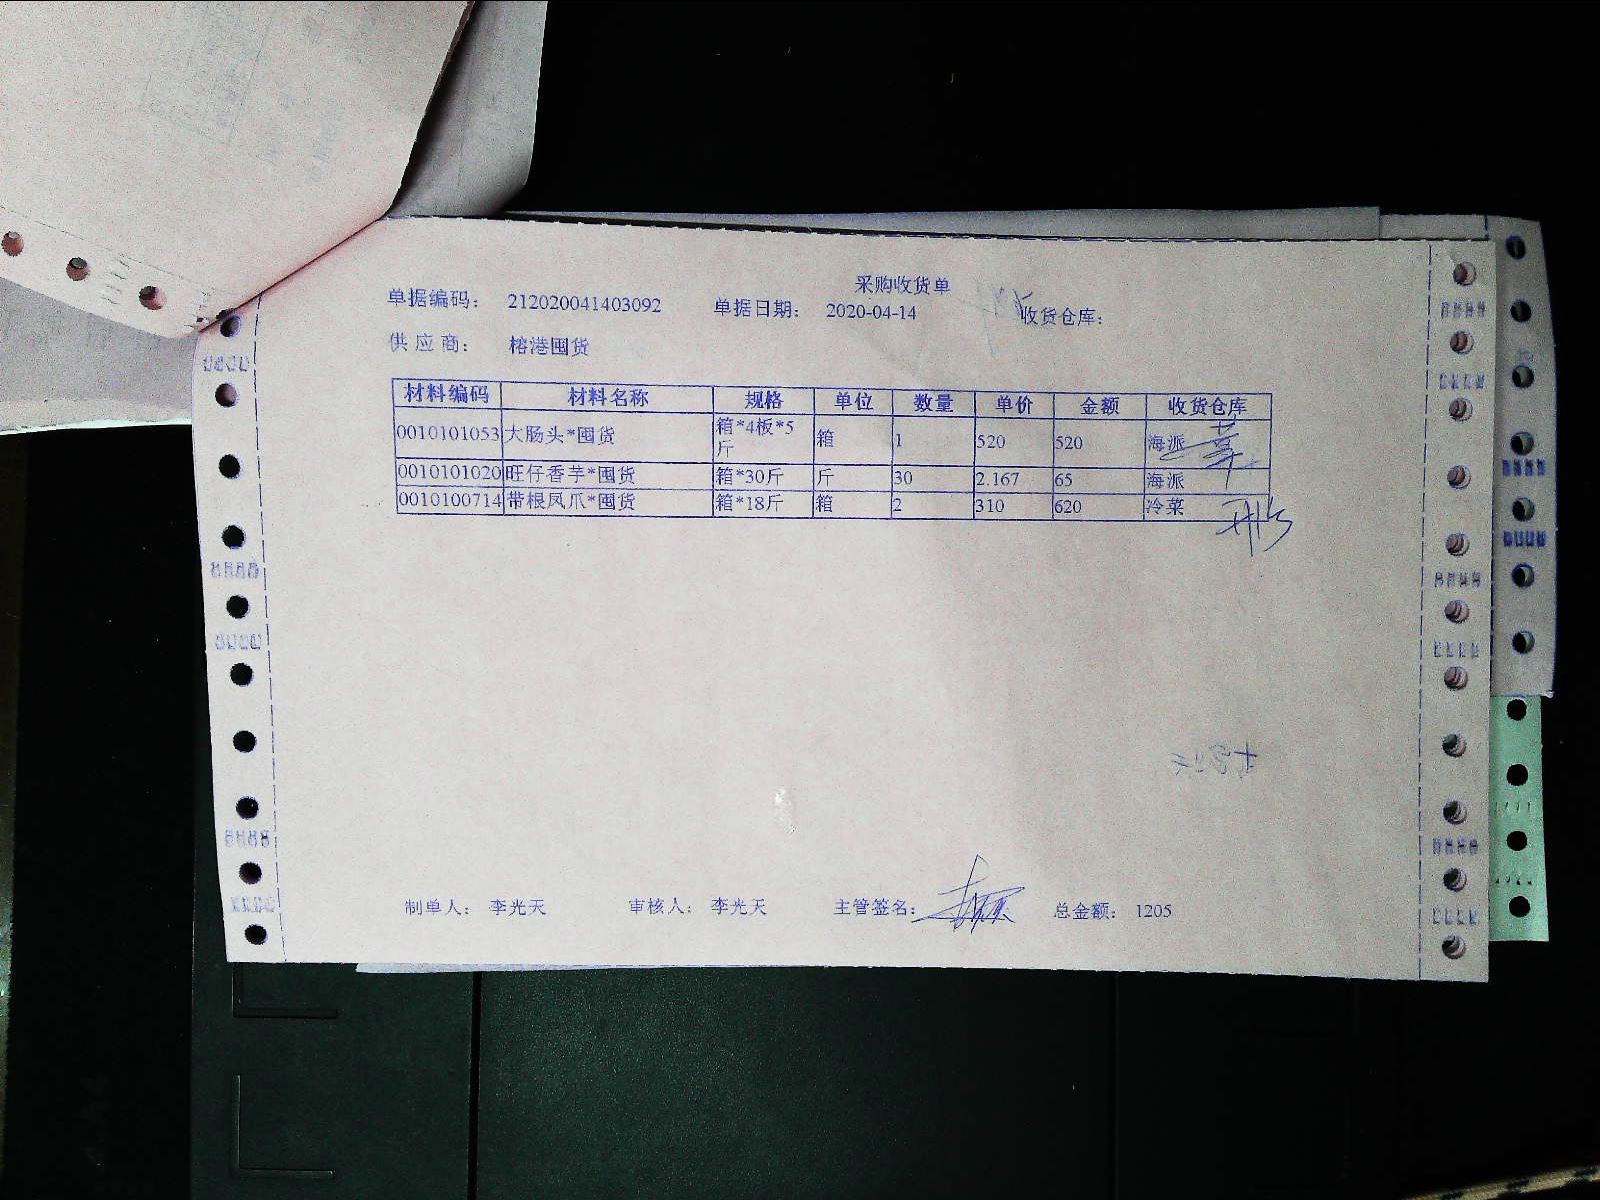 采购收货单
单据编码： 212020041403092 单据日期： 2020-04-14 收货仓库：
供 应 商： 榕港囤货
材料编码 材料名称 规格 单位 数量 单价 金额 收货仓库
0010101053 大肠头*囤货 箱*4板*5斤 箱 1 520 520 海派
0010101020 旺仔香芋*囤货 箱*30斤 斤 30 2.167 65 海派
0010100714 带根凤爪*囤货 箱*18斤 箱 2 310 620 冷菜
制单人： 李光天 审核人： 李光天 主管签名： 总金额： 1205